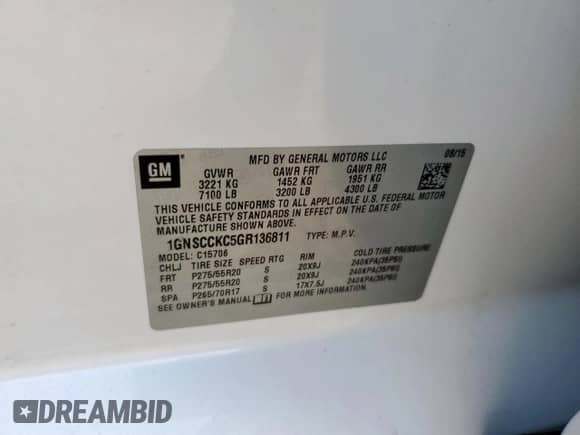 GM
MFD BY GENERAL MOTORS LLC 08/15
GVWR GAWR FRT GAWR RR
3221 KG 1452 KG 1951 KG
7100 LB 3200 LB 4300 LB
THIS VEHICLE CONFORMS TO ALL APPLICABLE U.S. FEDERAL MOTOR
VEHICLE SAFETY STANDARDS IN EFFECT ON THE DATE OF
MANUFACTURE SHOWN ABOVE.
1GNSCCKC5GR136811 TYPE: M.P.V.
MODEL: C15706
CHLJ TIRE SIZE SPEED RTG RIM COLD TIRE PRESSURE
FRT P275/55R20 S 20X9J 240KPA(35PSI)
RR P275/55R20 S 20X9J 240KPA(35PSI)
SPA P265/70R17 S 17X7.5J 240KPA(35PSI)
SEE OWNER'S MANUAL FOR MORE INFORMATION.
DREAMBID